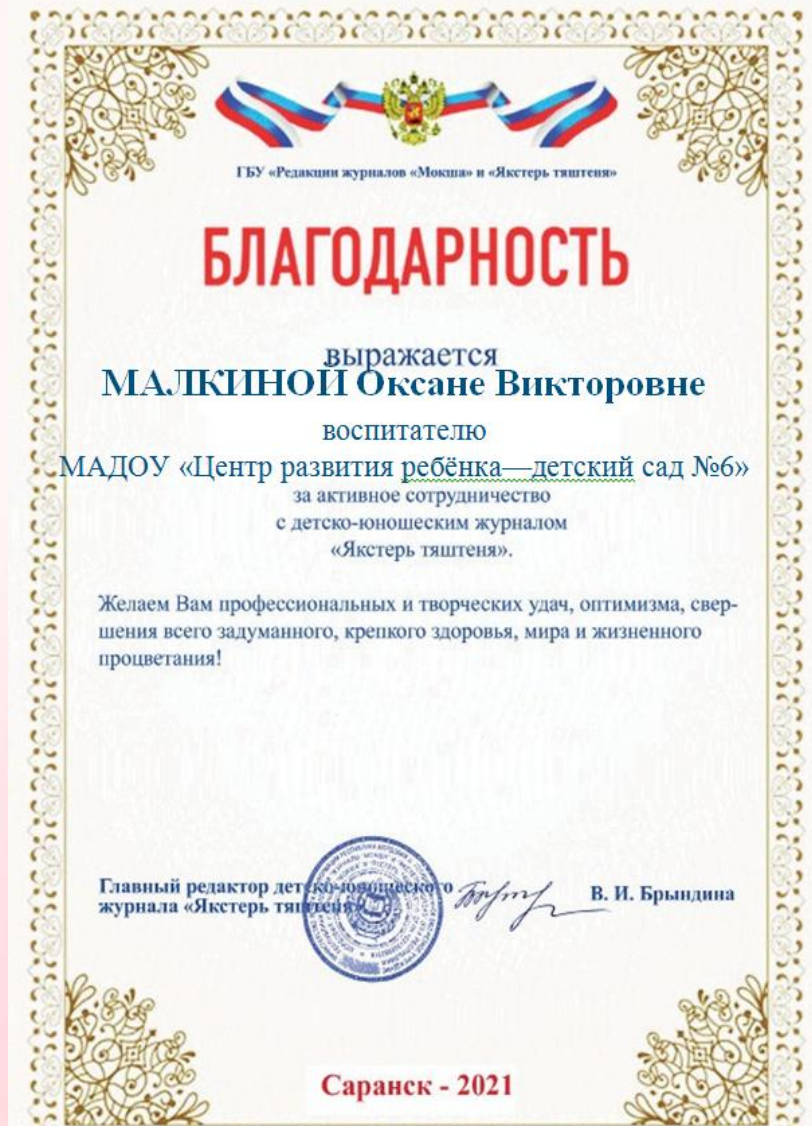 ГБУ «Редакции журналов «Мокша» и «Якстерь тяштеня»
БЛАГОДАРНОСТЬ
выражается
МАЛКИНОЙ Оксане Викторовне
воспитателю
МАДОУ «Центр развития ребёнка—детский сад №6»
за активное сотрудничество
с детско-юношеским журналом
«Якстерь тяштеня».
Желаем Вам профессиональных и творческих удач, оптимизма, свер-
шения всего задуманного, крепкого здоровья, мира и жизненного
процветания!
Главный редактор детско-юношеского
журнала «Якстерь тяштеня»
В. И. Брындина
Саранск - 2021